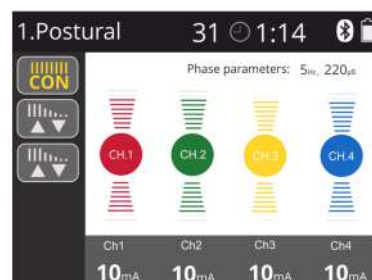 1.Postural 31 1:14
CON
Phase parameters: 5Hz, 220µS
CH.1 CH.2 CH.3 CH.4
Ch1 Ch2 Ch3 Ch4
10mA 10mA 10mA 10mA